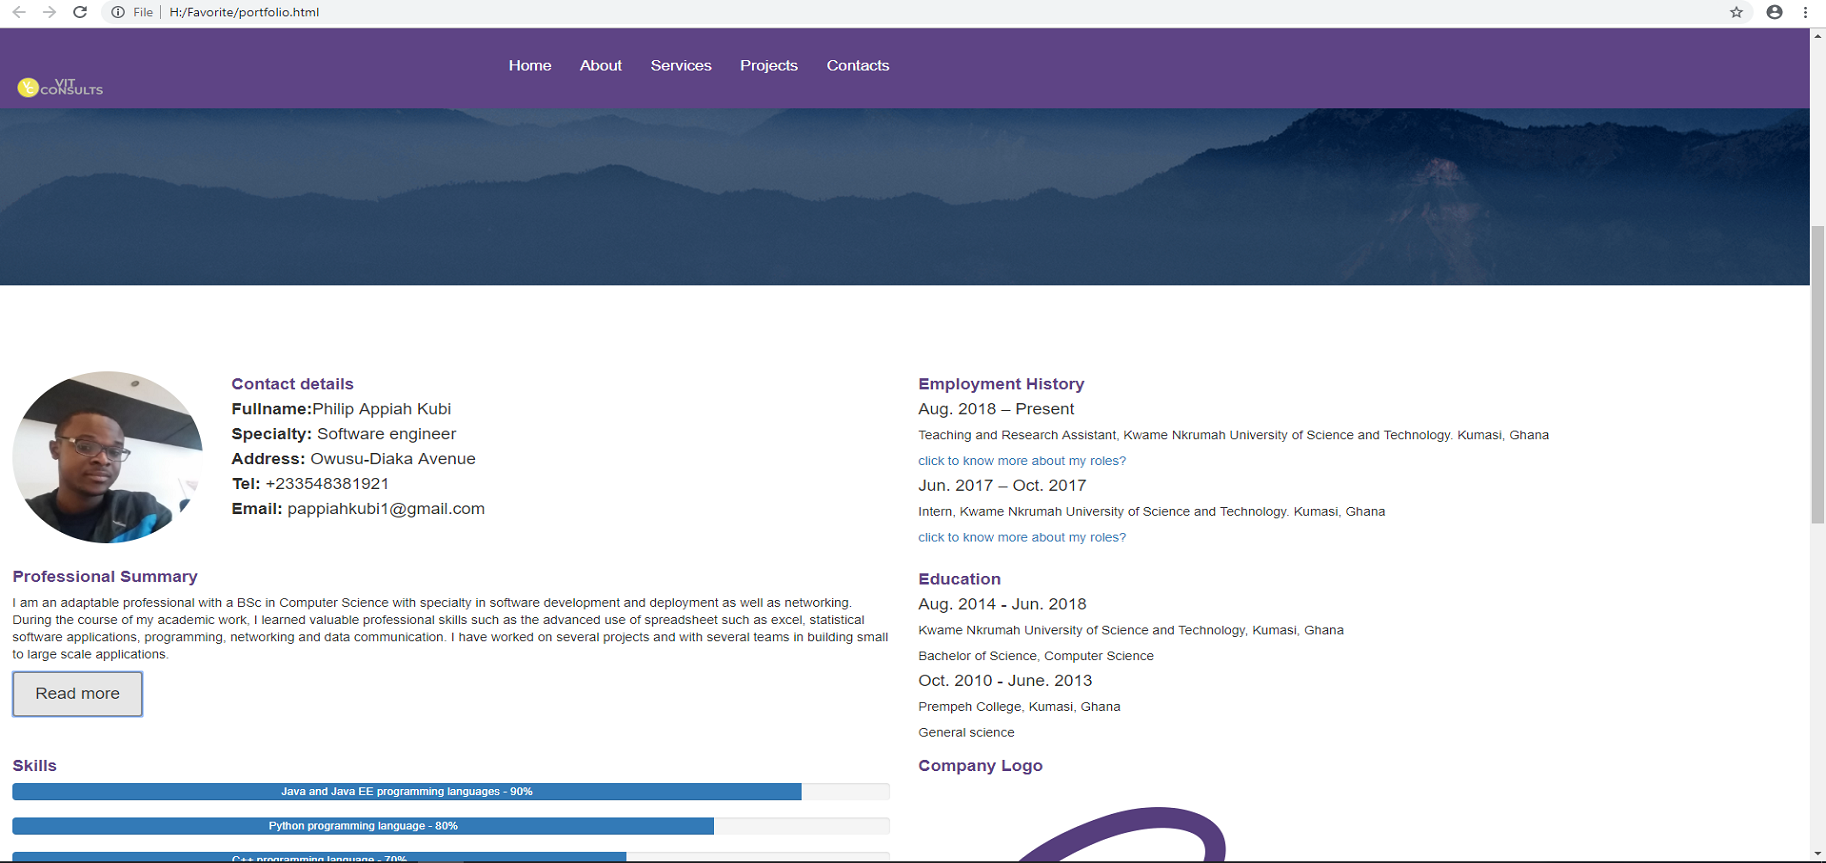 File
H:/Favorite/portfolio.html
Home About Services Projects Contacts
YC VIT
CONSULTS
Contact details
Fullname:Philip Appiah Kubi
Specialty: Software engineer
Address: Owusu-Diaka Avenue
Tel: +233548381921
Email: pappiahkubi1@gmail.com
Professional Summary
I am an adaptable professional with a BSc in Computer Science with specialty in software development and deployment as well as networking.
During the course of my academic work, I learned valuable professional skills such as the advanced use of spreadsheet such as excel, statistical
software applications, programming, networking and data communication. I have worked on several projects and with several teams in building small
to large scale applications.
Read more
Skills
Java and Java EE programming languages - 90%
Python programming language - 80%
C++ programming language - 70%
Employment History
Aug. 2018 – Present
Teaching and Research Assistant, Kwame Nkrumah University of Science and Technology. Kumasi, Ghana
click to know more about my roles?
Jun. 2017 – Oct. 2017
Intern, Kwame Nkrumah University of Science and Technology. Kumasi, Ghana
click to know more about my roles?
Education
Aug. 2014 - Jun. 2018
Kwame Nkrumah University of Science and Technology, Kumasi, Ghana
Bachelor of Science, Computer Science
Oct. 2010 - June. 2013
Prempeh College, Kumasi, Ghana
General science
Company Logo